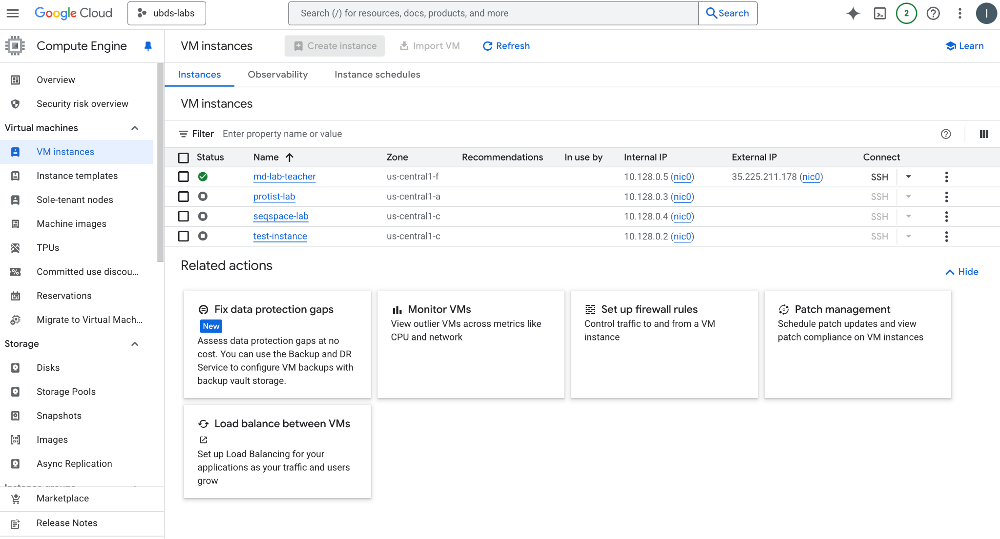 Google Cloud
ubds-labs
Search (/) for resources, docs, products, and more
Search
2
I
Compute Engine
VM instances
Create instance
Import VM
Refresh
Learn
Overview
Security risk overview
Virtual machines
VM instances
Instance templates
Sole-tenant nodes
Machine images
TPUs
Committed use discou...
Reservations
Migrate to Virtual Mach...
Storage
Disks
Storage Pools
Snapshots
Images
Async Replication
Marketplace
Release Notes
Instances Observability Instance schedules
VM instances
Filter Enter property name or value
Status Name Zone Recommendations In use by Internal IP External IP Connect
md-lab-teacher us-central1-f 10.128.0.5 (nic0) 35.225.211.178 (nic0) SSH
protist-lab us-central1-a 10.128.0.3 (nic0) SSH
seqspace-lab us-central1-c 10.128.0.4 (nic0) SSH
test-instance us-central1-c 10.128.0.2 (nic0) SSH
Related actions
Hide
Fix data protection gaps
New
Assess data protection gaps at no
cost. You can use the Backup and DR
Service to configure VM backups with
backup vault storage.
Monitor VMs
View outlier VMs across metrics like
CPU and network
Set up firewall rules
Control traffic to and from a VM
instance
Patch management
Schedule patch updates and view
patch compliance on VM instances
Load balance between VMs
Set up Load Balancing for your
applications as your traffic and users
grow